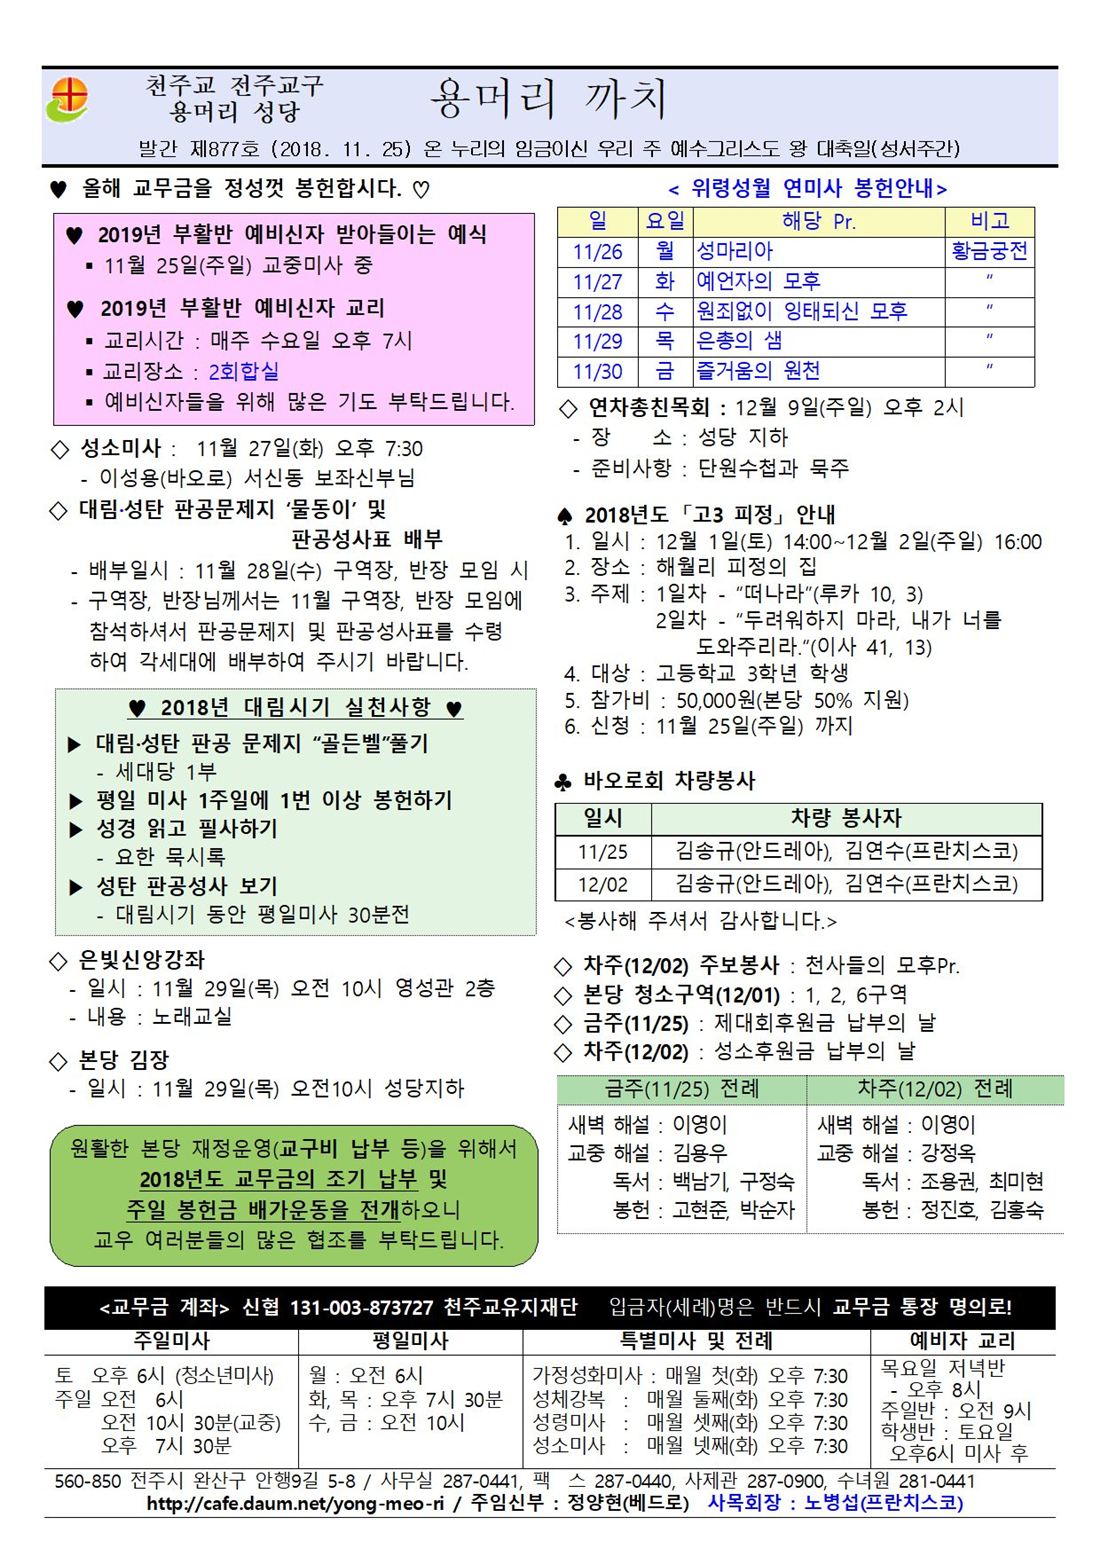 천주교 전주교구
용머리 성당
용머리 까치
발간 제877호 (2018. 11. 25) 온 누리의 임금이신 우리 주 예수그리스도 왕 대축일(성서주간)
♥ 올해 교무금을 정성껏 봉헌합시다. ♡
♥ 2019년 부활반 예비신자 받아들이는 예식
▪ 11월 25일(주일) 교중미사 중
♥ 2019년 부활반 예비신자 교리
▪ 교리시간 : 매주 수요일 오후 7시
▪ 교리장소 : 2회합실
▪ 예비신자들을 위해 많은 기도 부탁드립니다.
◇ 성소미사 : 11월 27일(화) 오후 7:30
- 이성용(바오로) 서신동 보좌신부님
◇ 대림·성탄 판공문제지 ‘물동이’ 및
판공성사표 배부
- 배부일시 : 11월 28일(수) 구역장, 반장 모임 시
- 구역장, 반장님께서는 11월 구역장, 반장 모임에
참석하셔서 판공문제지 및 판공성사표를 수령
하여 각세대에 배부하여 주시기 바랍니다.
♥ 2018년 대림시기 실천사항 ♥
▶ 대림·성탄 판공 문제지 “골든벨”풀기
- 세대당 1부
▶ 평일 미사 1주일에 1번 이상 봉헌하기
▶ 성경 읽고 필사하기
- 요한 묵시록
▶ 성탄 판공성사 보기
- 대림시기 동안 평일미사 30분전
◇ 은빛신앙강좌
- 일시 : 11월 29일(목) 오전 10시 영성관 2층
- 내용 : 노래교실
◇ 본당 김장
- 일시 : 11월 29일(목) 오전10시 성당지하
원활한 본당 재정운영(교구비 납부 등)을 위해서
2018년도 교무금의 조기 납부 및
주일 봉헌금 배가운동을 전개하오니
교우 여러분들의 많은 협조를 부탁드립니다.
< 위령성월 연미사 봉헌안내>
일 요일 해당 Pr. 비고
11/26 월 성마리아 황금궁전
11/27 화 예언자의 모후 〃
11/28 수 원죄없이 잉태되신 모후 〃
11/29 목 은총의 샘 〃
11/30 금 즐거움의 원천 〃
◇ 연차총친목회 : 12월 9일(주일) 오후 2시
- 장 소 : 성당 지하
- 준비사항 : 단원수첩과 묵주
♠ 2018년도「고3 피정」안내
1. 일시 : 12월 1일(토) 14:00~12월 2일(주일) 16:00
2. 장소 : 해월리 피정의 집
3. 주제 : 1일차 - “떠나라”(루카 10, 3)
2일차 - “두려워하지 마라, 내가 너를
도와주리라.“(이사 41, 13)
4. 대상 : 고등학교 3학년 학생
5. 참가비 : 50,000원(본당 50% 지원)
6. 신청 : 11월 25일(주일) 까지
♣ 바오로회 차량봉사
일시 차량 봉사자
11/25 김송규(안드레아), 김연수(프란치스코)
12/02 김송규(안드레아), 김연수(프란치스코)
<봉사해 주셔서 감사합니다.>
◇ 차주(12/02) 주보봉사 : 천사들의 모후Pr.
◇ 본당 청소구역(12/01) : 1, 2, 6구역
◇ 금주(11/25) : 제대회후원금 납부의 날
◇ 차주(12/02) : 성소후원금 납부의 날
금주(11/25) 전례 차주(12/02) 전례
새벽 해설 : 이영이 새벽 해설 : 이영이
교중 해설 : 김용우 교중 해설 : 강정옥
독서 : 백남기, 구정숙 독서 : 조용권, 최미현
봉헌 : 고현준, 박순자 봉헌 : 정진호, 김홍숙
<교무금 계좌> 신협 131-003-873727 천주교유지재단 입금자(세례)명은 반드시 교무금 통장 명의로!
주일미사 평일미사 특별미사 및 전례 예비자 교리
토 오후 6시 (청소년미사)
주일 오전 6시
오전 10시 30분(교중)
오후 7시 30분
월 : 오전 6시
화, 목 : 오후 7시 30분
수, 금 : 오전 10시
가정성화미사 : 매월 첫(화) 오후 7:30
성체강복 : 매월 둘째(화) 오후 7:30
성령미사 : 매월 셋째(화) 오후 7:30
성소미사 : 매월 넷째(화) 오후 7:30
목요일 저녁반
- 오후 8시
주일반 : 오전 9시
학생반 : 토요일
오후6시 미사 후
560-850 전주시 완산구 안행9길 5-8 / 사무실 287-0441, 팩 스 287-0440, 사제관 287-0900, 수녀원 281-0441
http://cafe.daum.net/yong-meo-ri / 주임신부 : 정양현(베드로) 사목회장 : 노병섭(프란치스코)